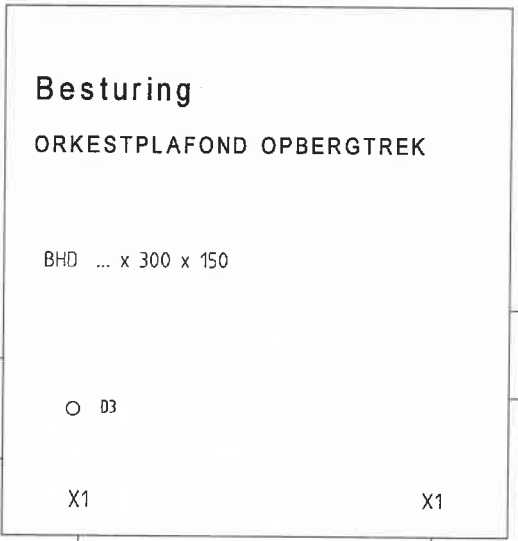 Besturing
ORKESTPLAFOND OPBERGTREK
BHD ... x 300 x 150
D3
X1 X1